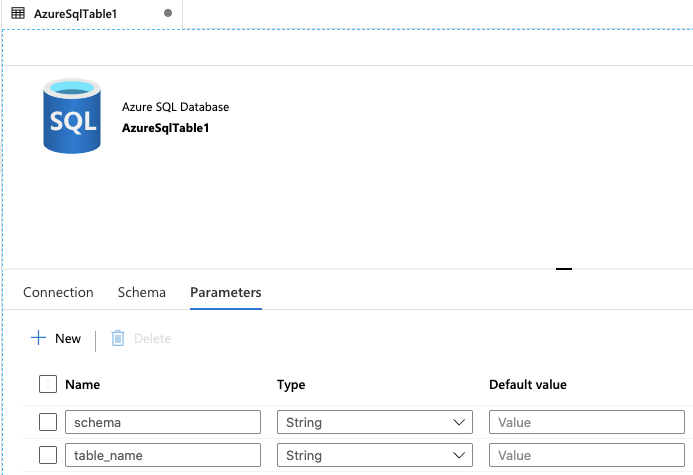 AzureSqlTable1
SQL
Azure SQL Database
AzureSqlTable1
Connection Schema Parameters
New Delete
Name Type Default value
schema String Value
table_name String Value